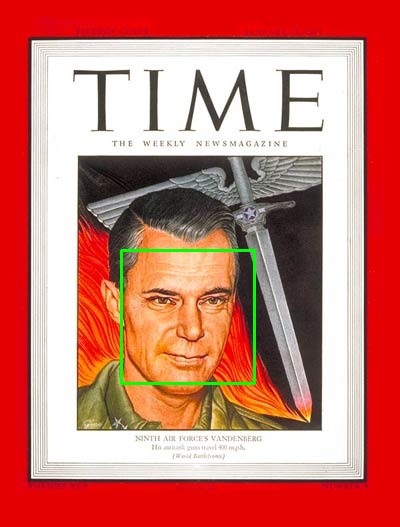 TIME
THE WEEKLY NEWSMAGAZINE
NINTH AIR FORCE'S VANDENBERG
His antitank guns travel 400 m.p.h.
(World Battlefronts)